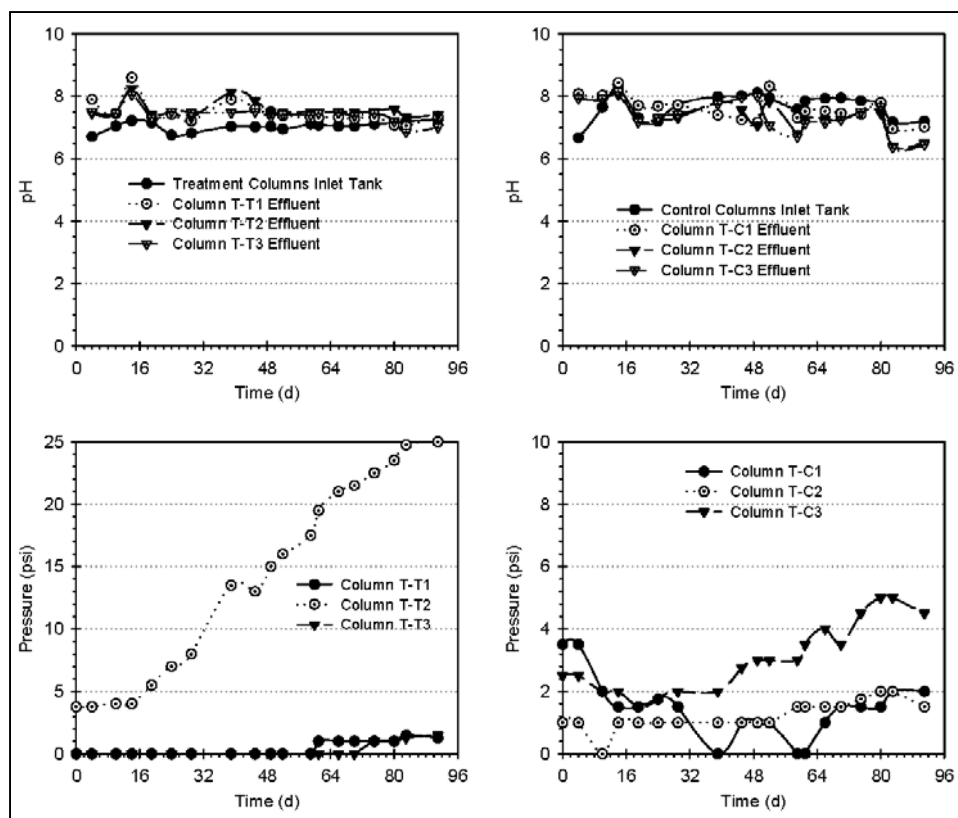 10
8
6
4
2
0
pH
Treatment Columns Inlet Tank
Column T-T1 Effluent
Column T-T2 Effluent
Column T-T3 Effluent
0 16 32 48 64 80 96
Time (d)
10
8
6
4
2
0
pH
Control Columns Inlet Tank
Column T-C1 Effluent
Column T-C2 Effluent
Column T-C3 Effluent
0 16 32 48 64 80 96
Time (d)
25
20
15
10
5
0
Pressure (psi)
Column T-T1
Column T-T2
Column T-T3
0 16 32 48 64 80 96
Time (d)
10
8
6
4
2
0
Pressure (psi)
Column T-C1
Column T-C2
Column T-C3
0 16 32 48 64 80 96
Time (d)